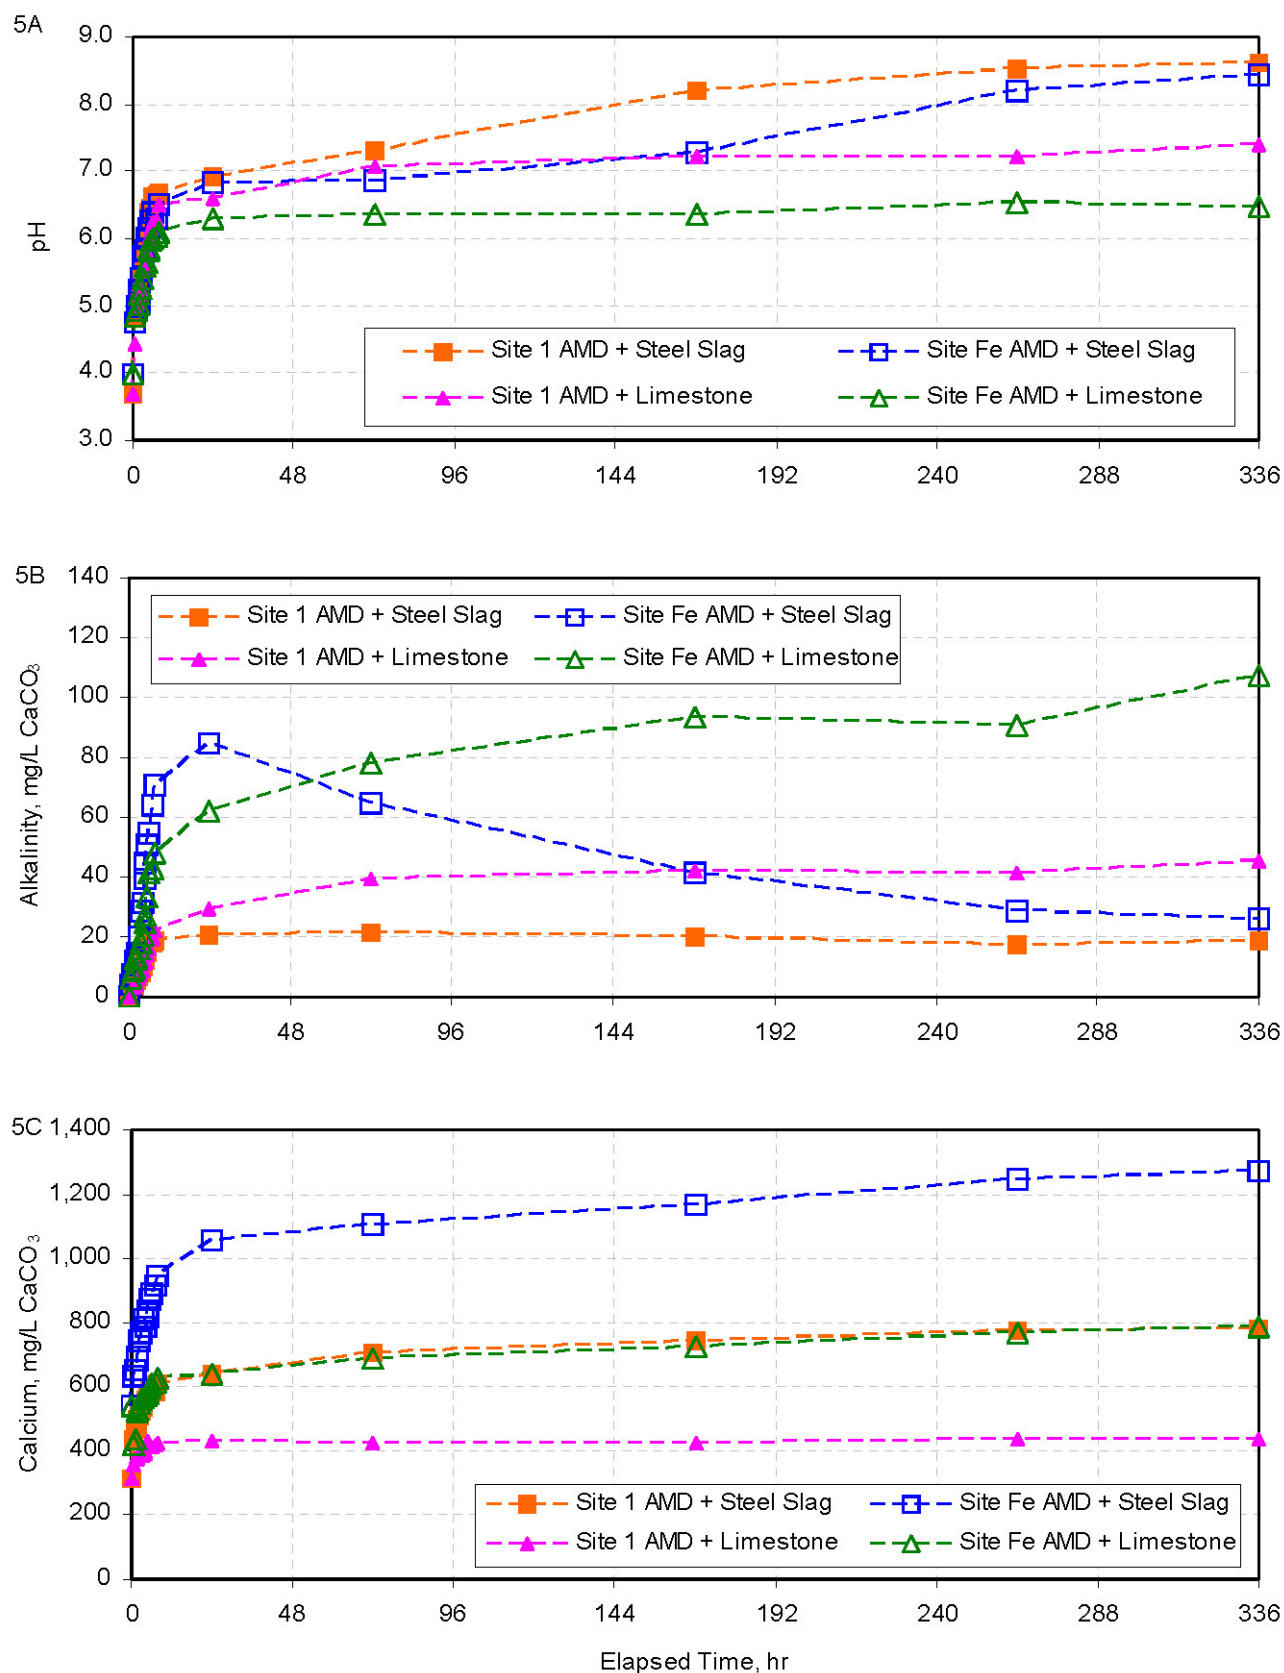 5A
9.0
8.0
7.0
6.0
5.0
4.0
3.0
pH
Site 1 AMD + Steel Slag Site Fe AMD + Steel Slag
Site 1 AMD + Limestone Site Fe AMD + Limestone
0 48 96 144 192 240 288 336
5B
140
120
100
80
60
40
20
0
Alkalinity, mg/L CaCO₃
Site 1 AMD + Steel Slag Site Fe AMD + Steel Slag
Site 1 AMD + Limestone Site Fe AMD + Limestone
0 48 96 144 192 240 288 336
5C
1,400
1,200
1,000
800
600
400
200
0
Calcium, mg/L CaCO₃
Site 1 AMD + Steel Slag Site Fe AMD + Steel Slag
Site 1 AMD + Limestone Site Fe AMD + Limestone
0 48 96 144 192 240 288 336
Elapsed Time, hr